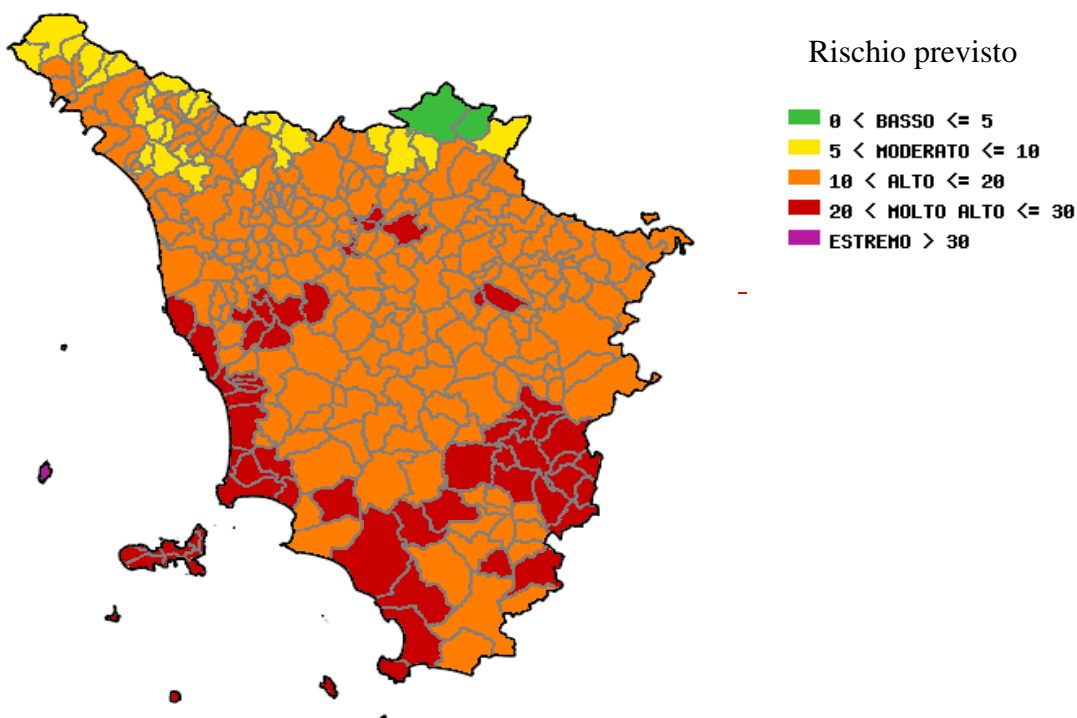 Rischio previsto
0 < BASSO <= 5
5 < MODERATO <= 10
10 < ALTO <= 20
20 < MOLTO ALTO <= 30
ESTREMO > 30